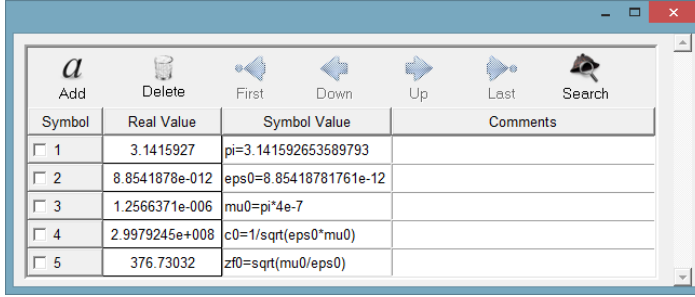 a
Add Delete First Down Up Last Search
Symbol Real Value Symbol Value Comments
1 3.1415927 pi=3.141592653589793
2 8.8541878e-012 eps0=8.85418781761e-12
3 1.2566371e-006 mu0=pi*4e-7
4 2.9979245e+008 c0=1/sqrt(eps0*mu0)
5 376.73032 zf0=sqrt(mu0/eps0)